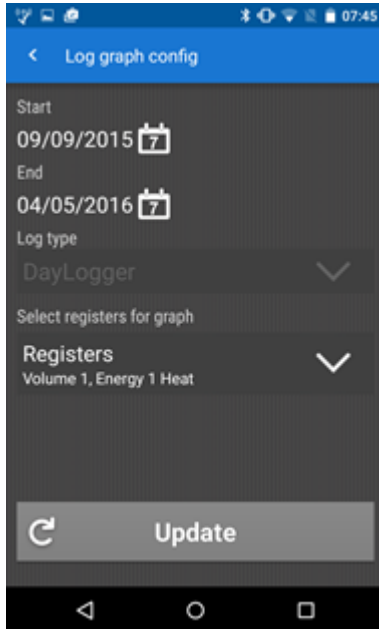 07:45
Log graph config
Start
09/09/2015 7
End
04/05/2016 7
Log type
DayLogger
Select registers for graph
Registers
Volume 1, Energy 1 Heat
Update